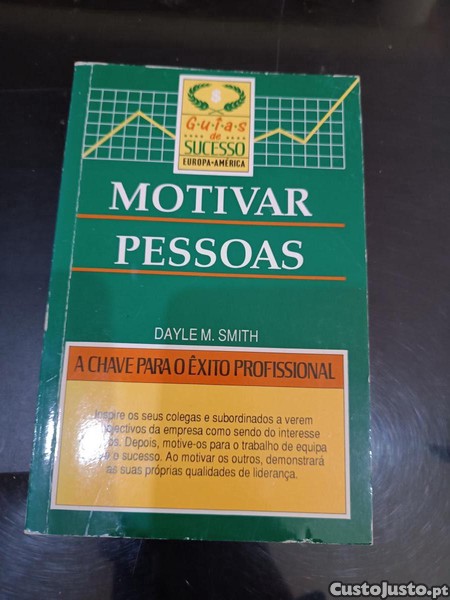 $
Guias
de
SUCESSO
EUROPA-AMÉRICA
MOTIVAR
PESSOAS
DAYLE M. SMITH
A CHAVE PARA O ÊXITO PROFISSIONAL
Inspire os seus colegas e subordinados a verem
objectivos da empresa como sendo do interesse
Depois, motive-os para o trabalho de equipa
e o sucesso. Ao motivar os outros, demonstrará
as suas próprias qualidades de liderança.
CustoJusto.pt